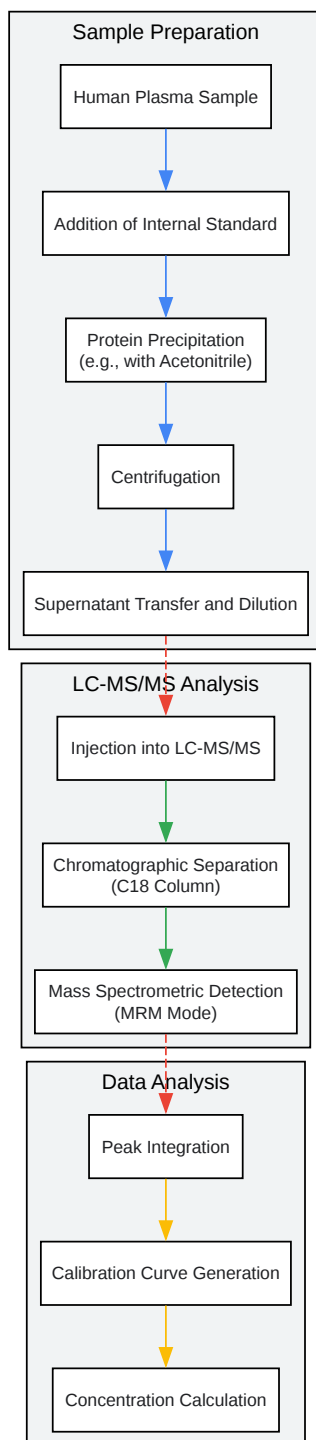 Sample Preparation
Human Plasma Sample
Addition of Internal Standard
Protein Precipitation
(e.g., with Acetonitrile)
Centrifugation
Supernatant Transfer and Dilution
LC-MS/MS Analysis
Injection into LC-MS/MS
Chromatographic Separation
(C18 Column)
Mass Spectrometric Detection
(MRM Mode)
Data Analysis
Peak Integration
Calibration Curve Generation
Concentration Calculation